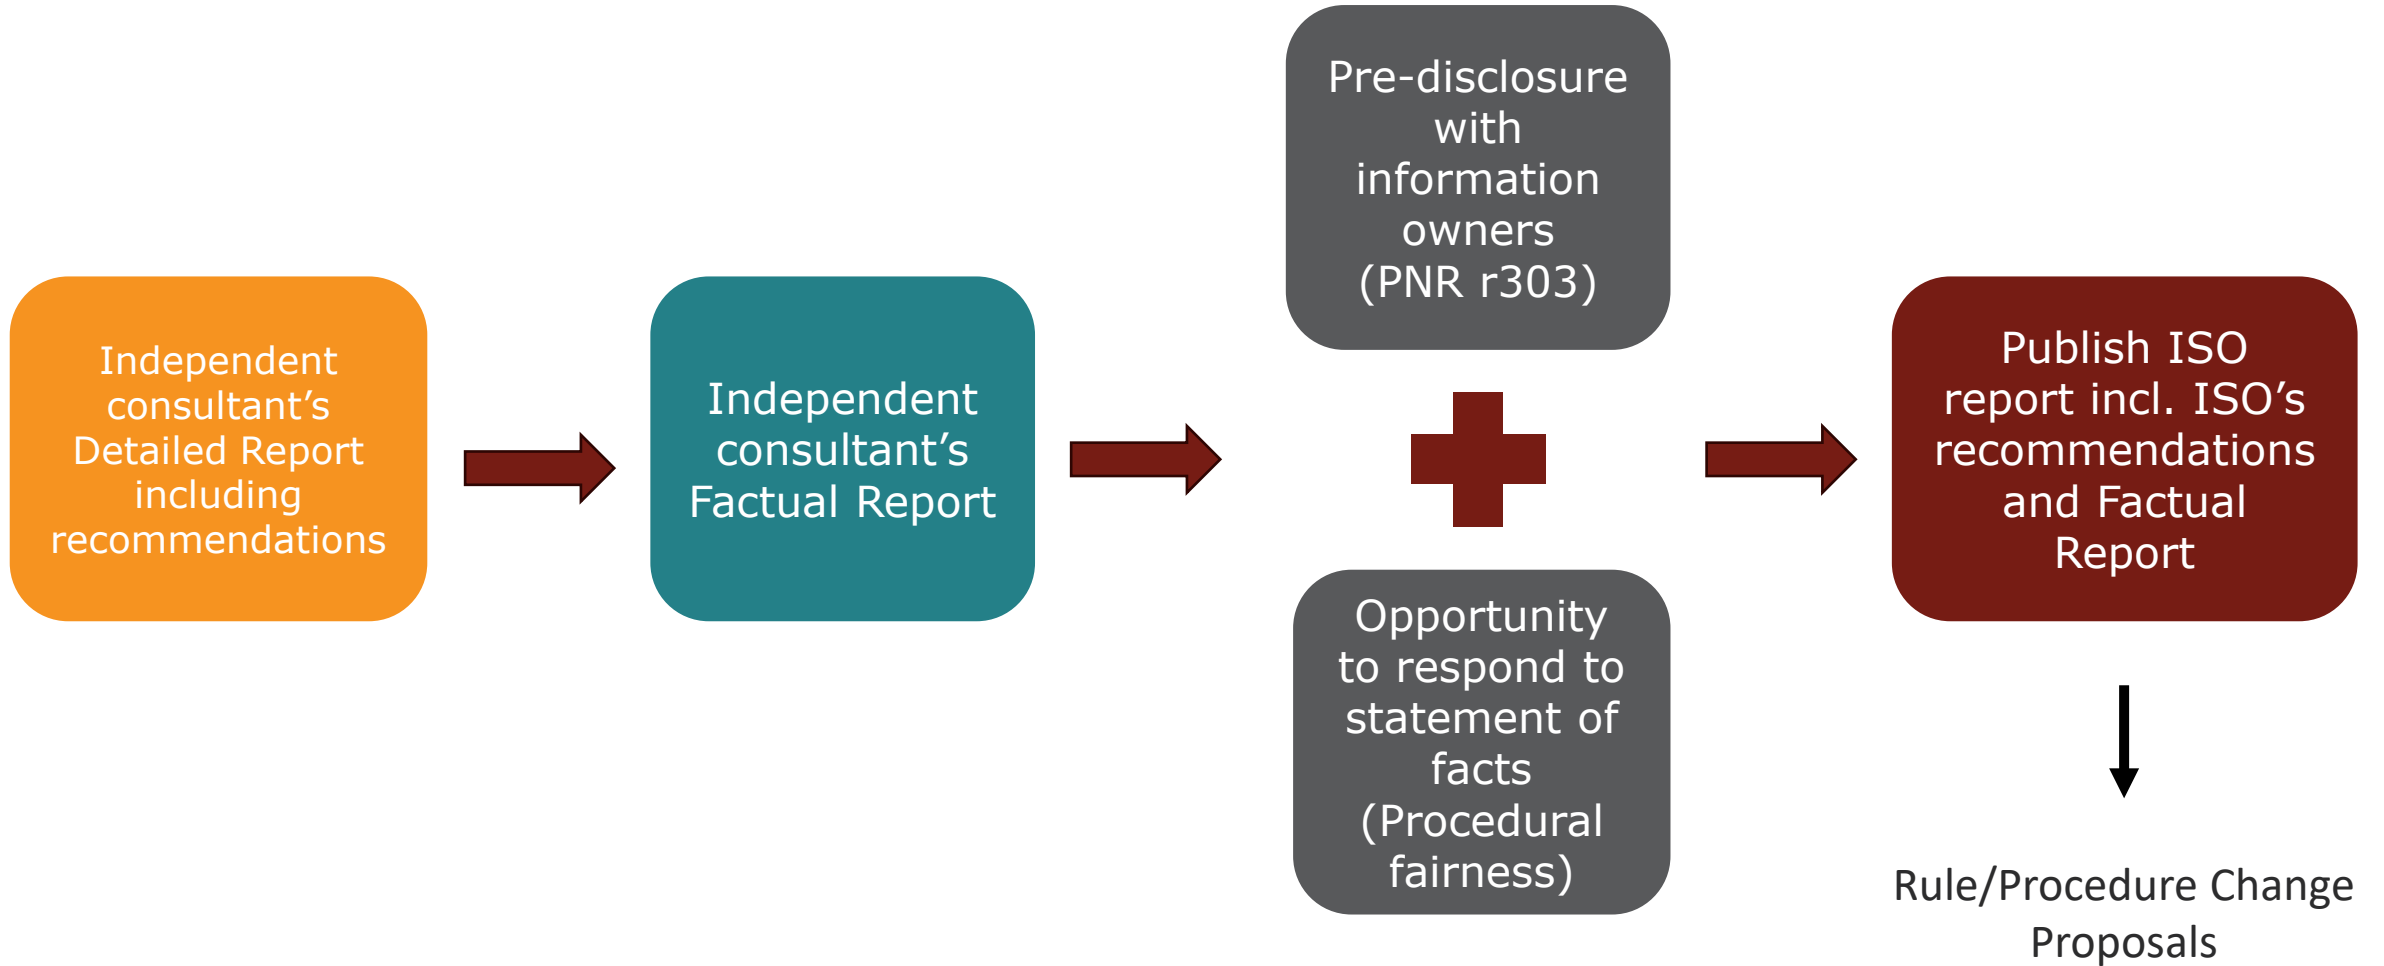 Independent
consultant’s
Detailed Report
including
recommendations
Independent
consultant’s
Factual Report
Pre-disclosure
with
information
owners
(PNR r303)
Opportunity
to respond to
statement of
facts
(Procedural
fairness)
Publish ISO
report incl. ISO’s
recommendations
and Factual
Report
Rule/Procedure Change
Proposals